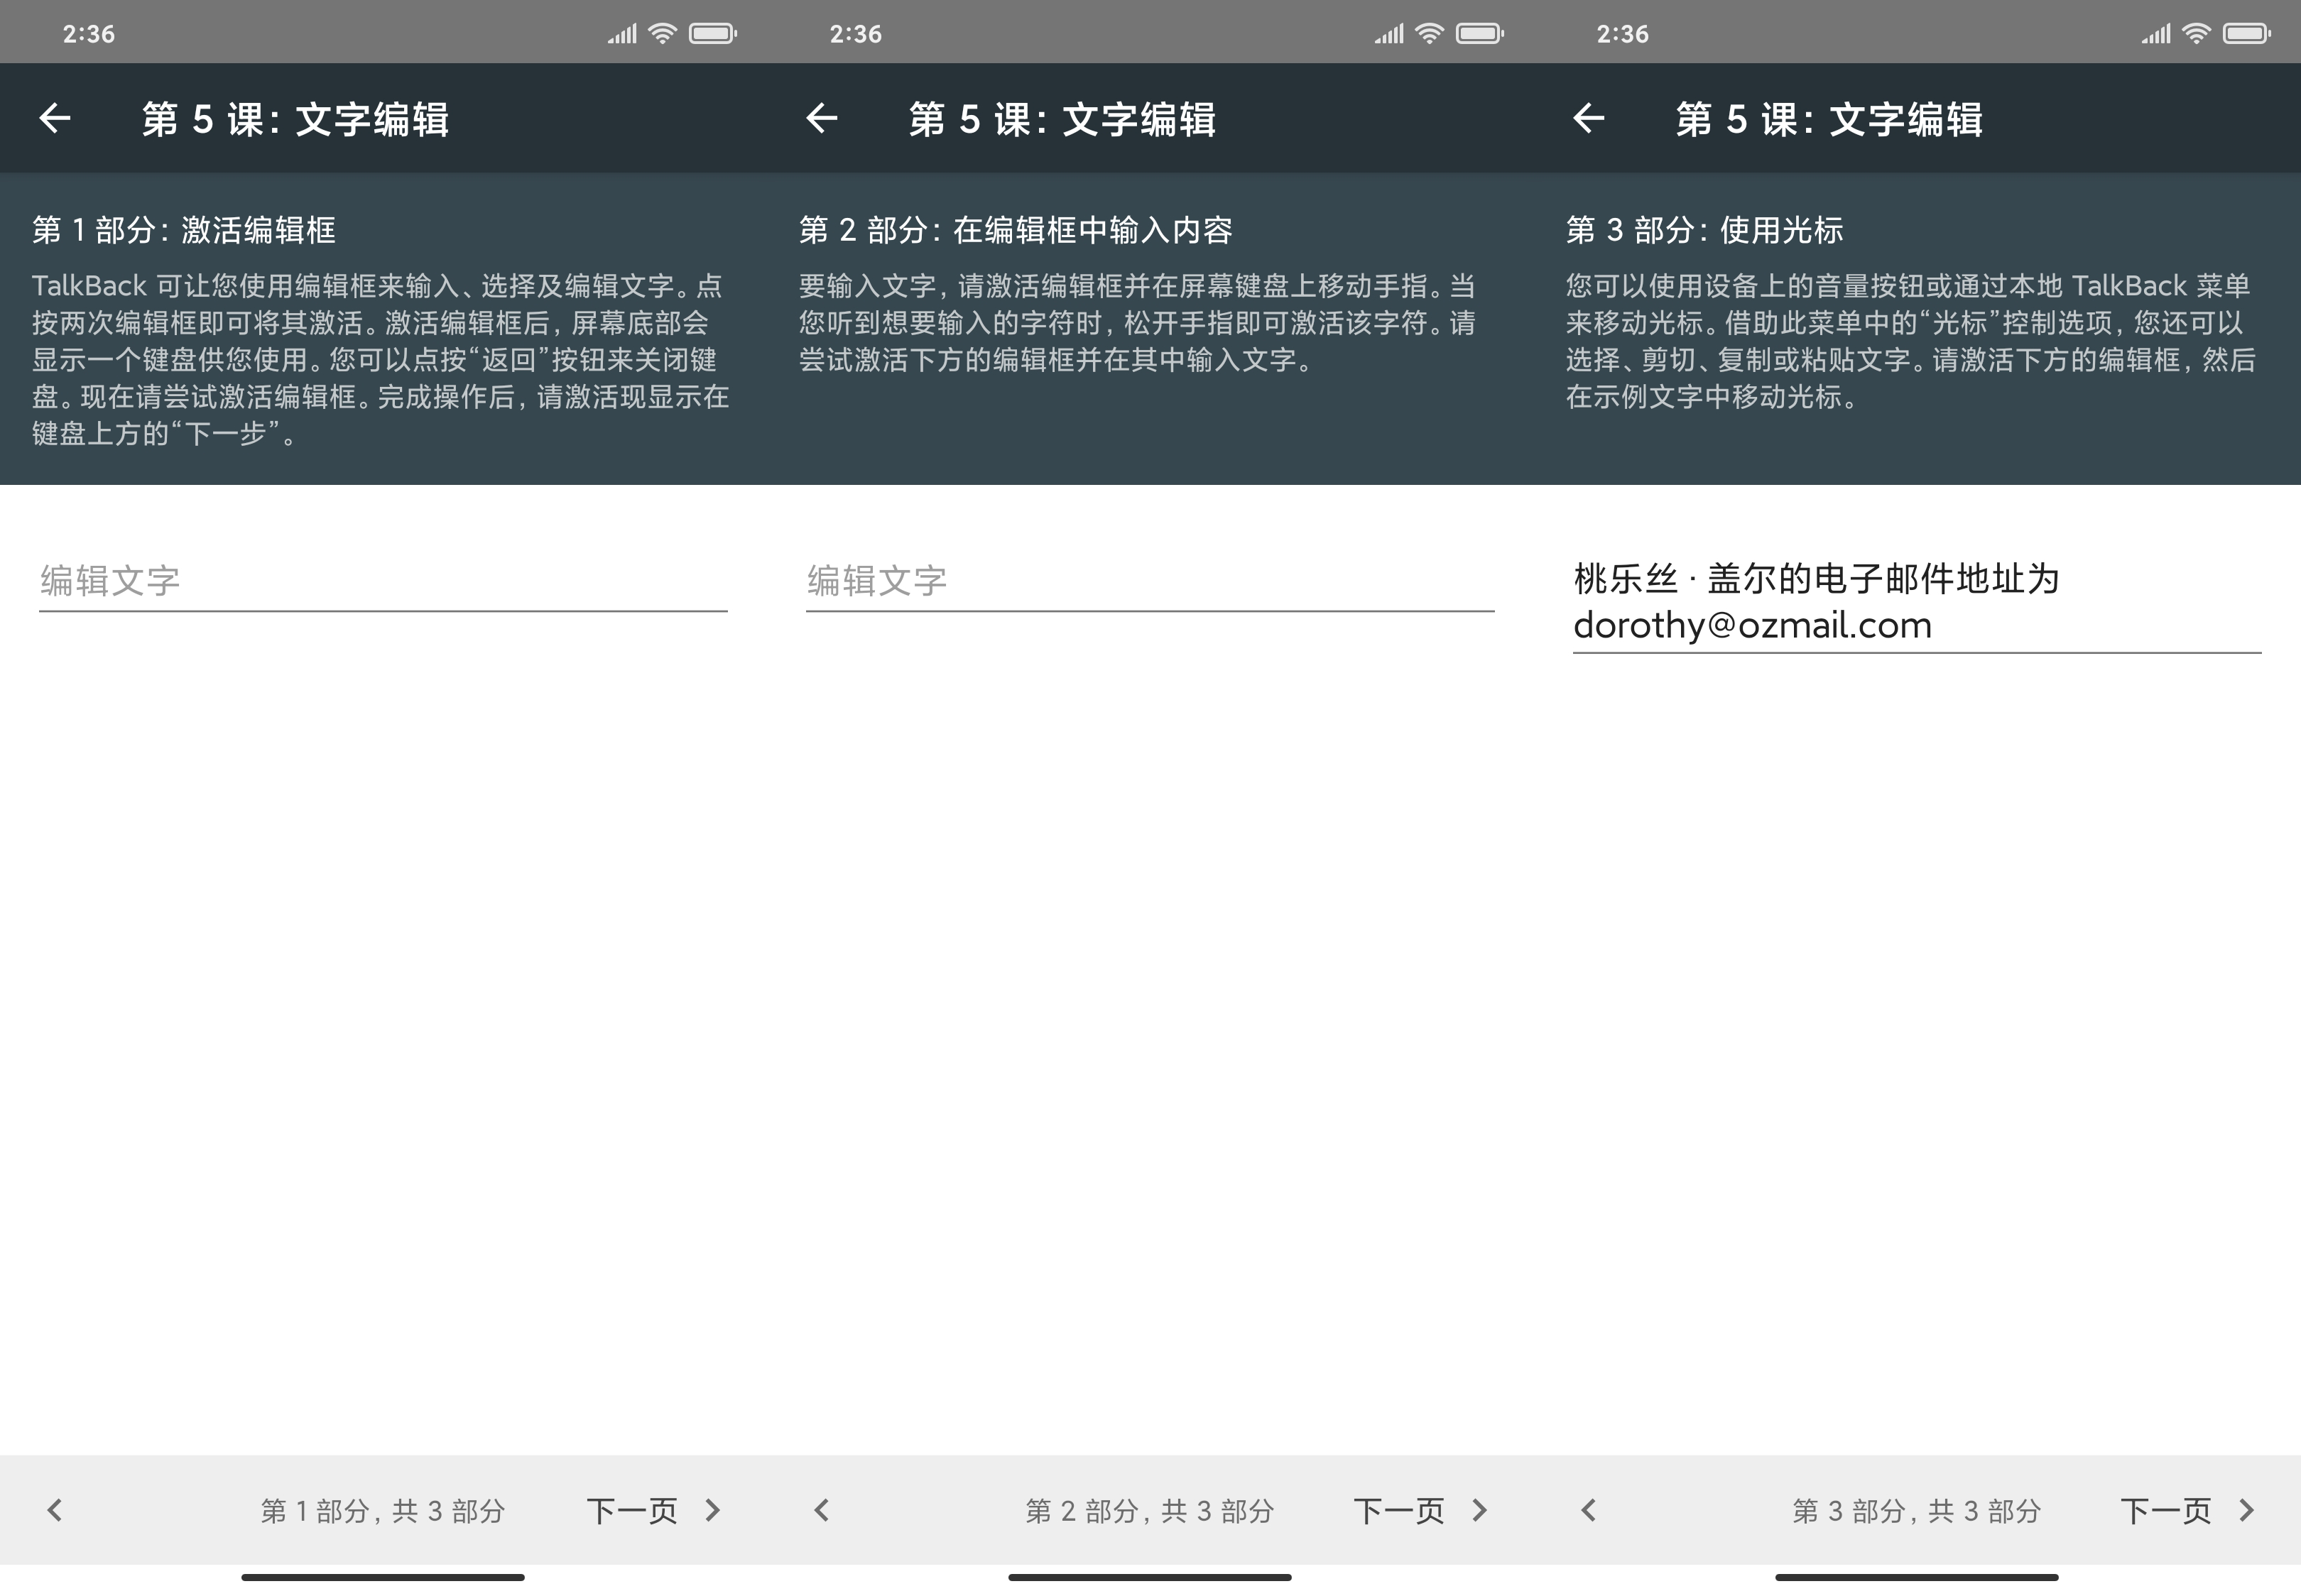 2:36
第 5 课：文字编辑
第 1 部分：激活编辑框
TalkBack 可让您使用编辑框来输入、选择及编辑文字。点
按两次编辑框即可将其激活。激活编辑框后，屏幕底部会
显示一个键盘供您使用。您可以点按“返回”按钮来关闭键
盘。现在请尝试激活编辑框。完成操作后，请激活现显示在
键盘上方的“下一步”。
编辑文字
第 1 部分，共 3 部分
下一页
2:36
第 5 课：文字编辑
第 2 部分：在编辑框中输入内容
要输入文字，请激活编辑框并在屏幕键盘上移动手指。当
您听到想要输入的字符时，松开手指即可激活该字符。请
尝试激活下方的编辑框并在其中输入文字。
编辑文字
第 2 部分，共 3 部分
下一页
2:36
第 5 课：文字编辑
第 3 部分：使用光标
您可以使用设备上的音量按钮或通过本地 TalkBack 菜单
来移动光标。借助此菜单中的“光标”控制选项，您还可以
选择、剪切、复制或粘贴文字。请激活下方的编辑框，然后
在示例文字中移动光标。
桃乐丝 · 盖尔的电子邮件地址为
dorothy@ozmail.com
第 3 部分，共 3 部分
下一页